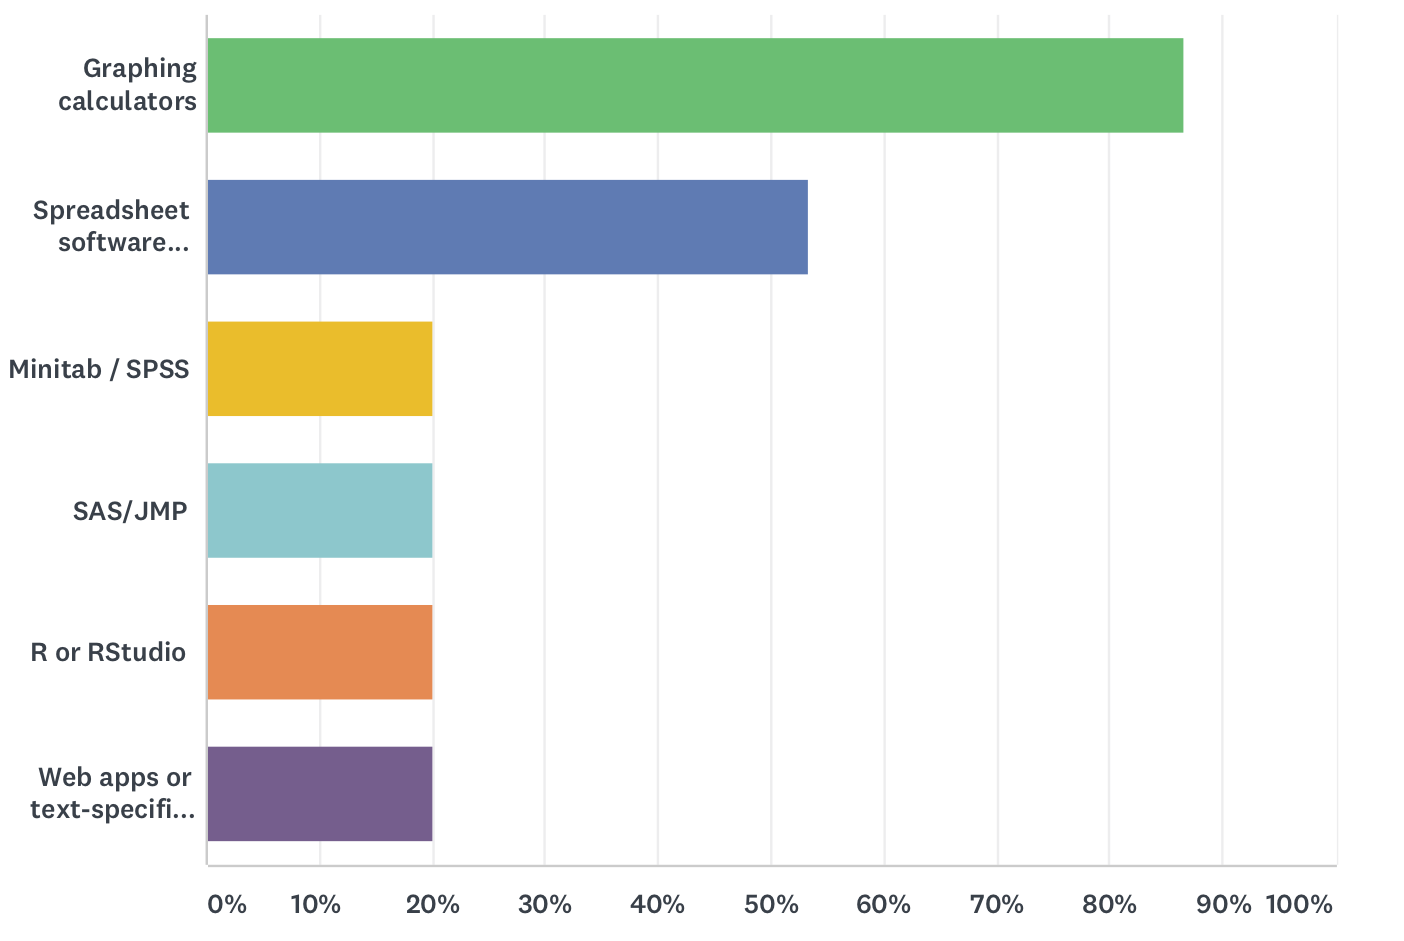 Graphing
calculators
Spreadsheet
software...
Minitab / SPSS
SAS/JMP
R or RStudio
Web apps or
text-specifi...
0% 10% 20% 30% 40% 50% 60% 70% 80% 90% 100%